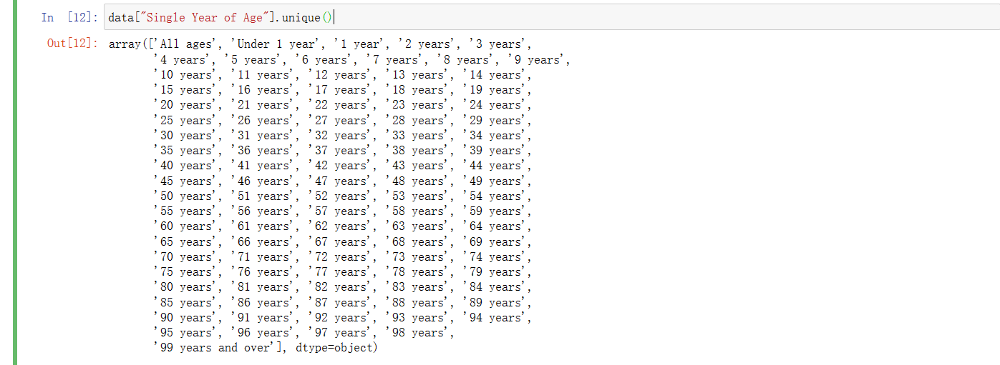 In [12]: data["Single Year of Age"].unique()
Out[12]: array(['All ages', 'Under 1 year', '1 year', '2 years', '3 years',
'4 years', '5 years', '6 years', '7 years', '8 years', '9 years',
'10 years', '11 years', '12 years', '13 years', '14 years',
'15 years', '16 years', '17 years', '18 years', '19 years',
'20 years', '21 years', '22 years', '23 years', '24 years',
'25 years', '26 years', '27 years', '28 years', '29 years',
'30 years', '31 years', '32 years', '33 years', '34 years',
'35 years', '36 years', '37 years', '38 years', '39 years',
'40 years', '41 years', '42 years', '43 years', '44 years',
'45 years', '46 years', '47 years', '48 years', '49 years',
'50 years', '51 years', '52 years', '53 years', '54 years',
'55 years', '56 years', '57 years', '58 years', '59 years',
'60 years', '61 years', '62 years', '63 years', '64 years',
'65 years', '66 years', '67 years', '68 years', '69 years',
'70 years', '71 years', '72 years', '73 years', '74 years',
'75 years', '76 years', '77 years', '78 years', '79 years',
'80 years', '81 years', '82 years', '83 years', '84 years',
'85 years', '86 years', '87 years', '88 years', '89 years',
'90 years', '91 years', '92 years', '93 years', '94 years',
'95 years', '96 years', '97 years', '98 years',
'99 years and over'], dtype=object)